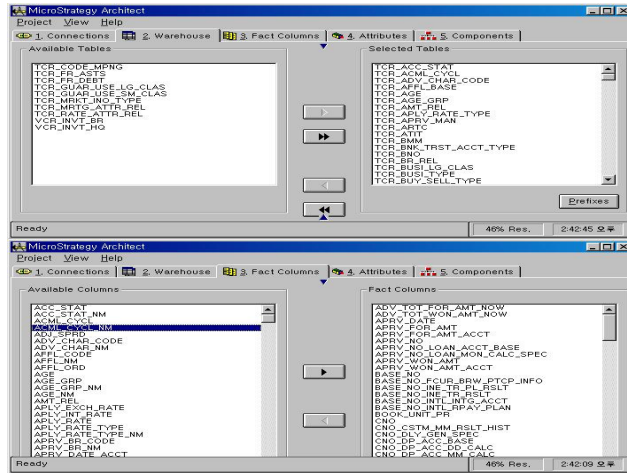 MicroStrategy Architect
Project View Help
1. Connections 2. Warehouse 3. Fact Columns 4. Attributes 5. Components
Available Tables
TCR_CODE_MPNG
TCR_FR_ASTS
TCR_FR_DEBT
TCR_GUAR_USE_LG_CLAS
TCR_GUAR_USE_SM_CLAS
TCR_MRKT_INO_TYPE
TCR_MRTG_ATTR_REL
TCR_RATE_ATTR_REL
VCR_INVT_BR
VCR_INVT_HQ
Selected Tables
TCR_ACC_STAT
TCR_ACML_CYCL
TCR_ADV_CHAR_CODE
TCR_AFFL_BASE
TCR_AGE
TCR_AGE_GRP
TCR_AMT_REL
TCR_APLY_RATE_TYPE
TCR_APRV_MAN
TCR_ARTC
TCR_ATIT
TCR_BMM
TCR_BNK_TRST_ACCT_TYPE
TCR_BNO
TCR_BR_REL
TCR_BUSI_LG_CLAS
TCR_BUSI_TYPE
TCR_BUY_SELL_TYPE
Prefixes
Ready 46% Res. 2:42:45 오후
MicroStrategy Architect
Project View Help
1. Connections 2. Warehouse 3. Fact Columns 4. Attributes 5. Components
Available Columns
ACC_STAT
ACC_STAT_NM
ACML_CYCL
ACML_CYCL_NM
ADJ_SPRD
ADV_CHAR_CODE
ADV_CHAR_NM
AFFL_CODE
AFFL_NM
AFFL_ORD
AGE
AGE_GRP
AGE_GRP_NM
AGE_NM
AMT_REL
APLY_EXCH_RATE
APLY_INT_RATE
APLY_RATE
APLY_RATE_TYPE
APLY_RATE_TYPE_NM
APRV_BR_CODE
APRV_BR_NM
APRV_DATE_ACCT
Fact Columns
ADV_TOT_FOR_AMT_NOW
ADV_TOT_WON_AMT_NOW
APRV_DATE
APRV_FOR_AMT
APRV_FOR_AMT_ACCT
APRV_NO
APRV_NO_LOAN_ACCT_BASE
APRV_NO_LOAN_MON_CALC_SPEC
APRV_WON_AMT
APRV_WON_AMT_ACCT
BASE_NO
BASE_NO_FCUR_BRW_PTCP_INFO
BASE_NO_INE_TR_PL_RSLT
BASE_NO_INE_TR_RSLT
BASE_NO_INTL_INTG_ACCT
BASE_NO_INTL_RPAY_PLAN
BOOK_UNIT_PR
CNO
CNO_CSTM_MM_RSLT_HIST
CNO_DLY_GEN_SPEC
CNO_DP_ACC_BASE
CNO_DP_ACC_DD_CALC
CNO_DP_ACC_MM_CALC
Ready 46% Res. 2:42:09 오후